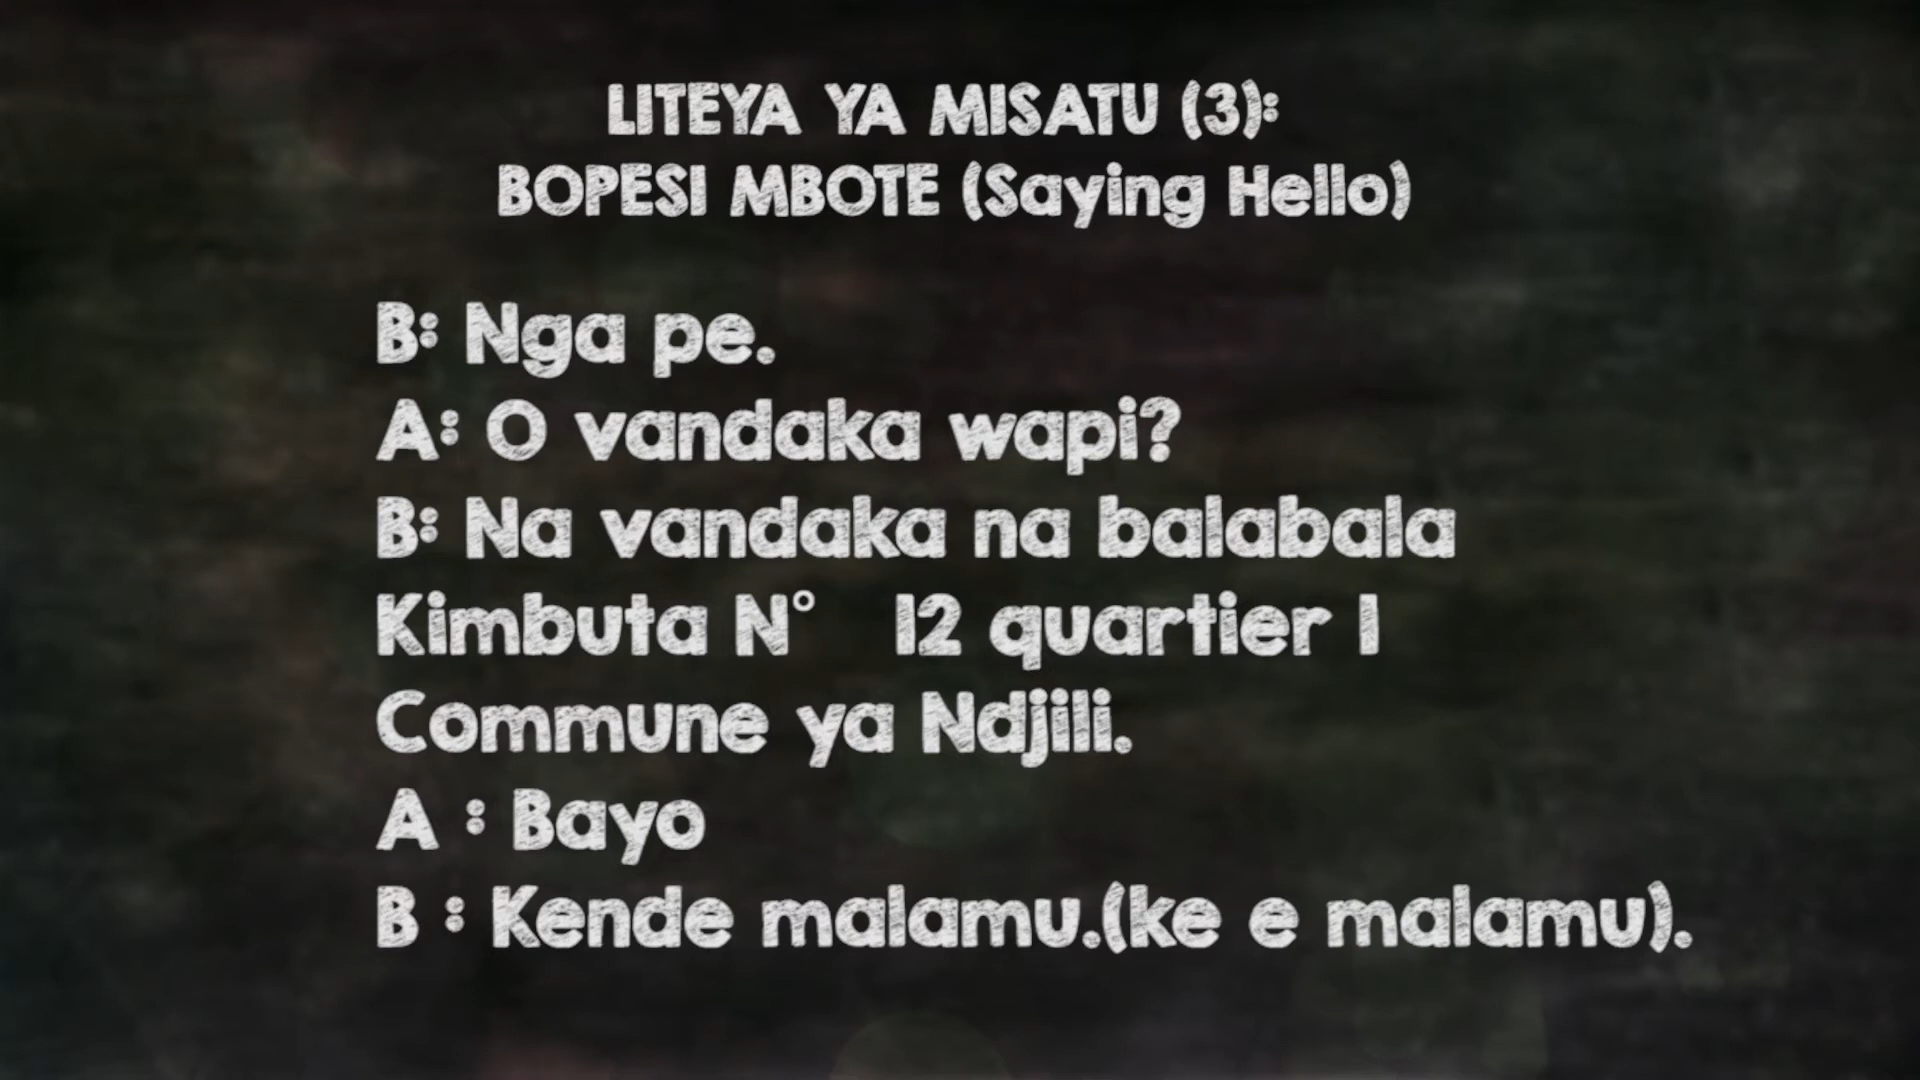 LITEYA YA MISATU (3):
BOPESI MBOTE (Saying Hello)
B: Nga pe.
A: O vandaka wapi?
B: Na vandaka na balabala
Kimbuta N° 12 quartier 1
Commune ya Ndjili.
A : Bayo
B : Kende malamu.(ke e malamu).